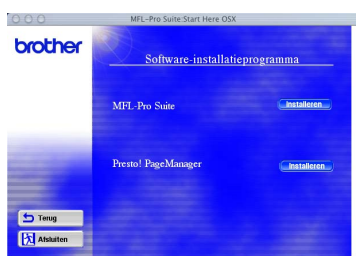 MFL-Pro Suite:Start Here OSX
brother
Software-installatieprogramma
MFL-Pro Suite
Installeren...
Presto! PageManager
Installeren...
Terug
Afsluiten